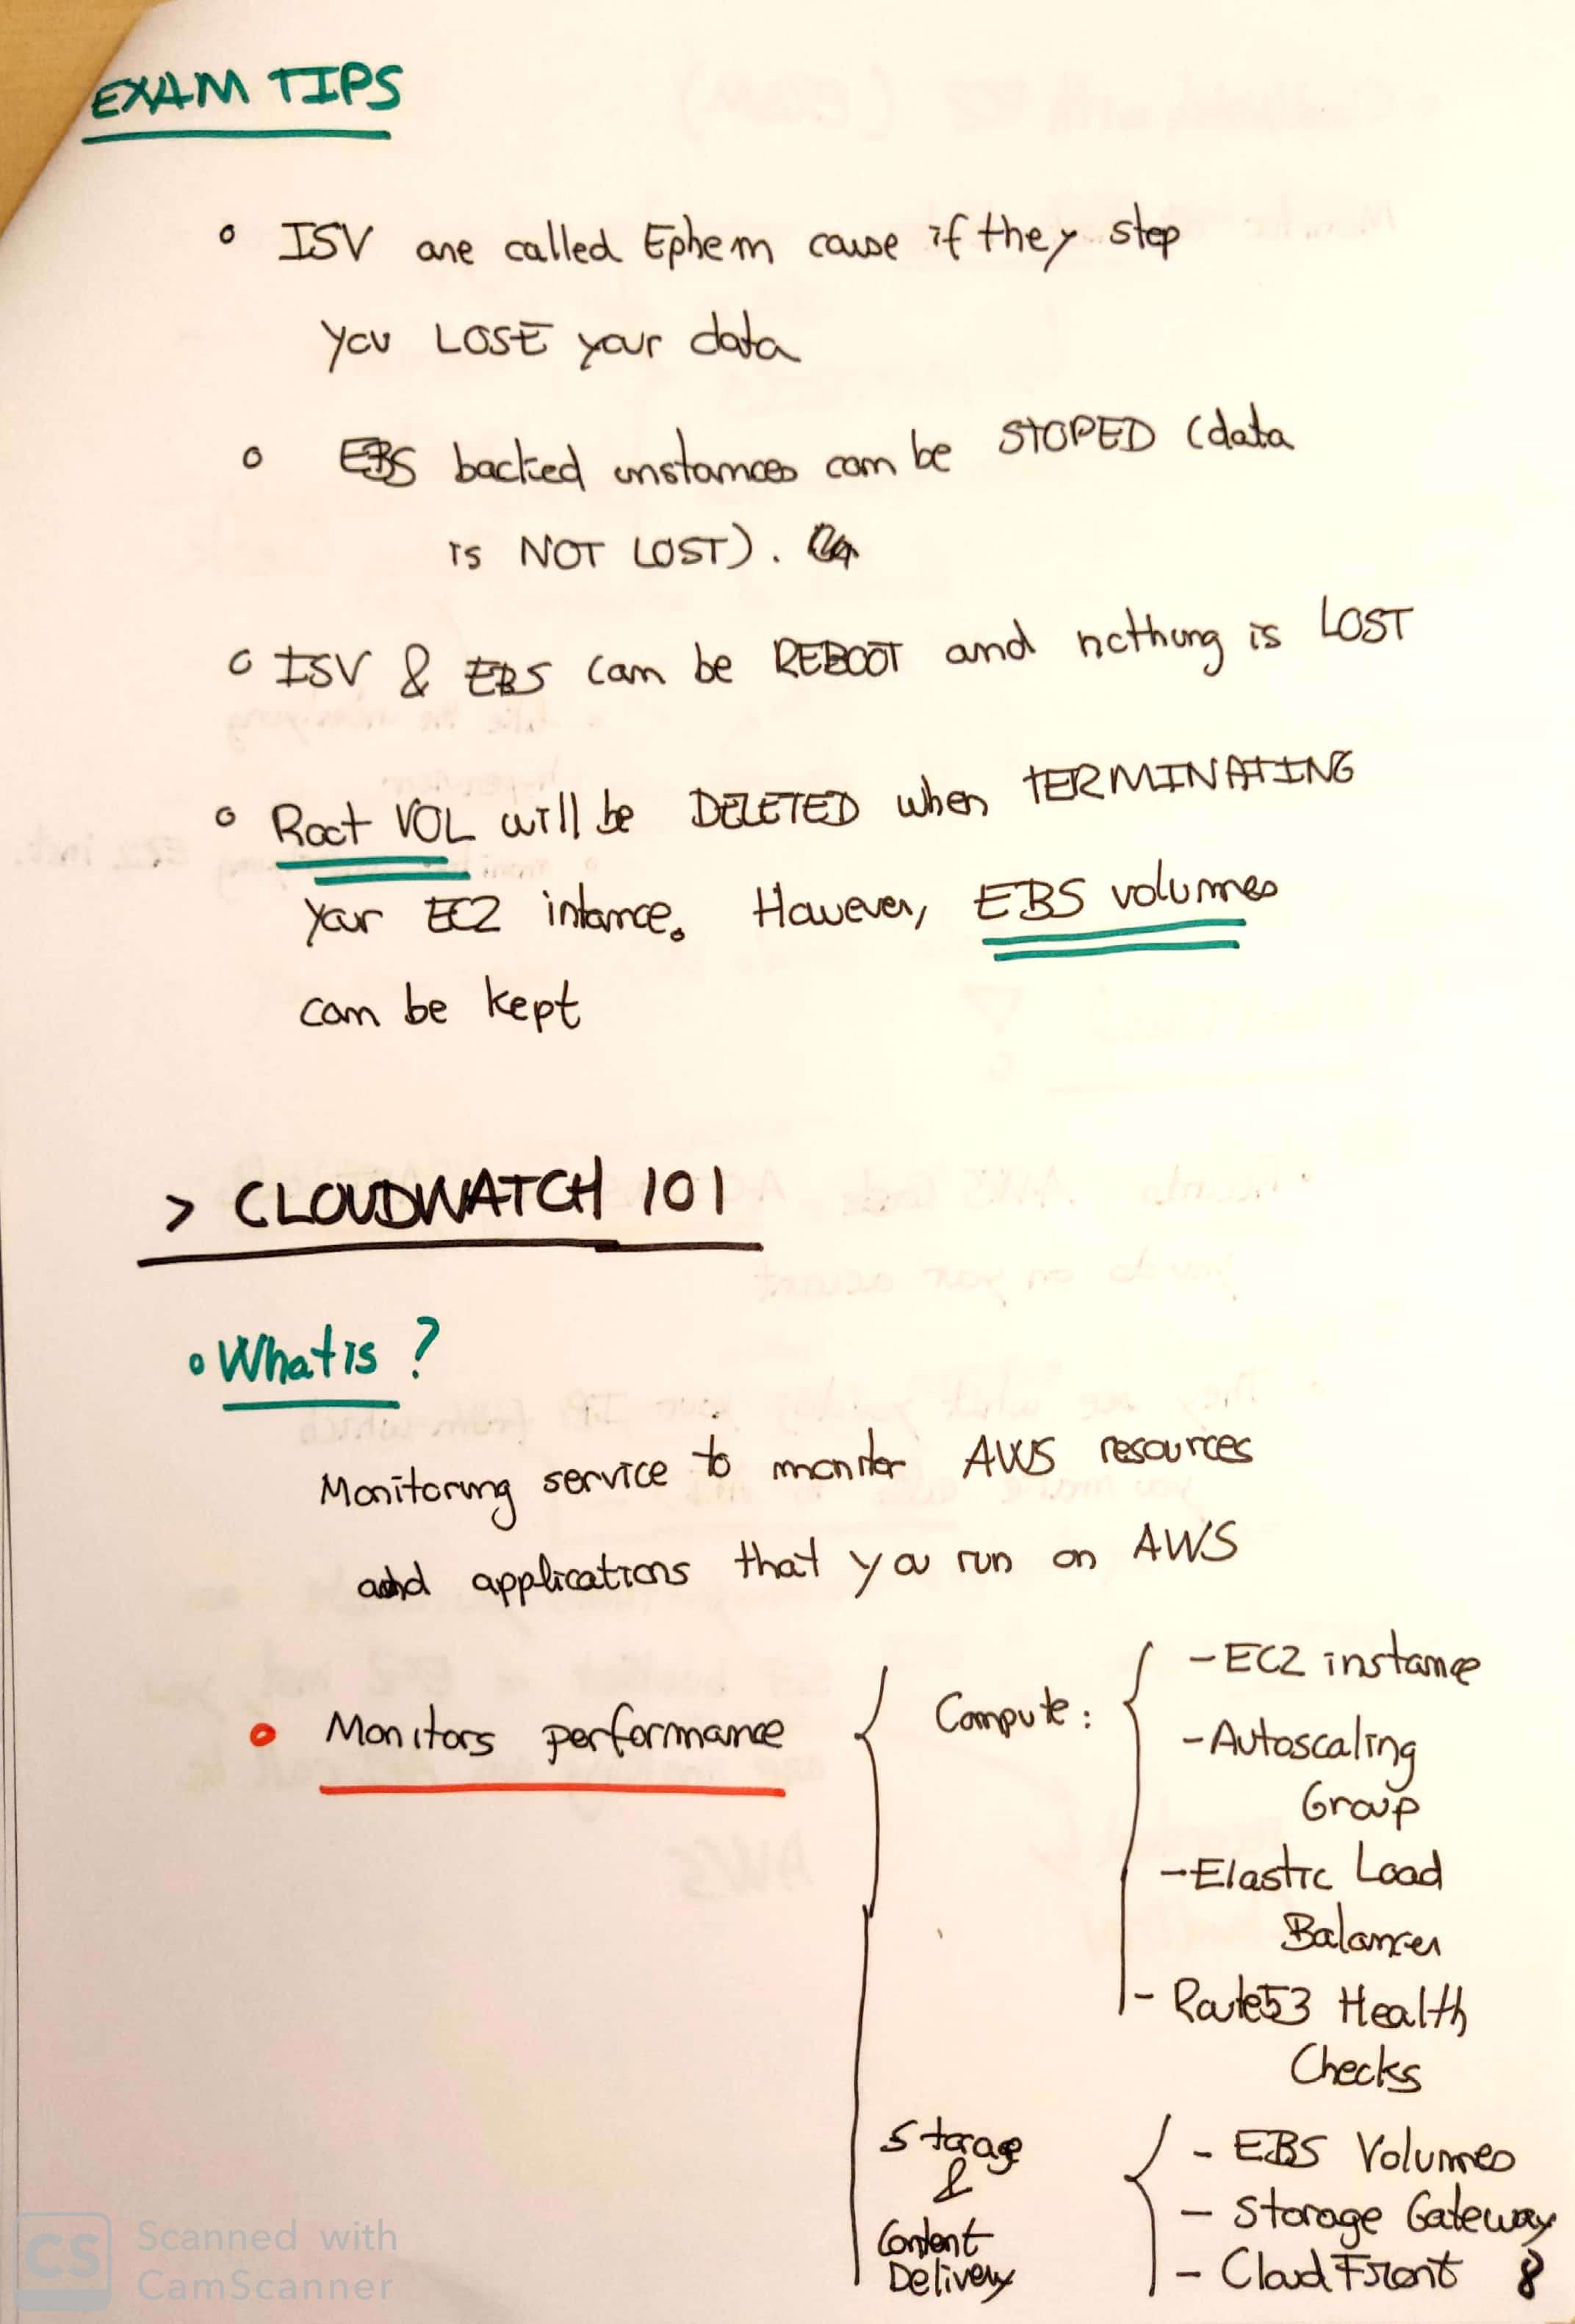 EXAM TIPS
° ISV are called Ephem cause if they stop
you LOSE your data
° EBS backed instances can be STOPED (data
is NOT LOST).
° ISV & EBS can be REBOOT and nothing is LOST
° Root VOL will be DELETED when TERMINATING
your EC2 intance. However, EBS volumes
can be kept
> CLOUDWATCH 101
° What is ?
Monitoring service to monitor AWS resources
and applications that you run on AWS
° Monitors performance
Compute :
- EC2 instance
- Autoscaling
Group
- Elastic Load
Balancer
- Route53 Health
Checks
Storage
&
Content
Delivery
- EBS Volumes
- Storage Gateway
- CloudFront
8
CS Scanned with
CamScanner